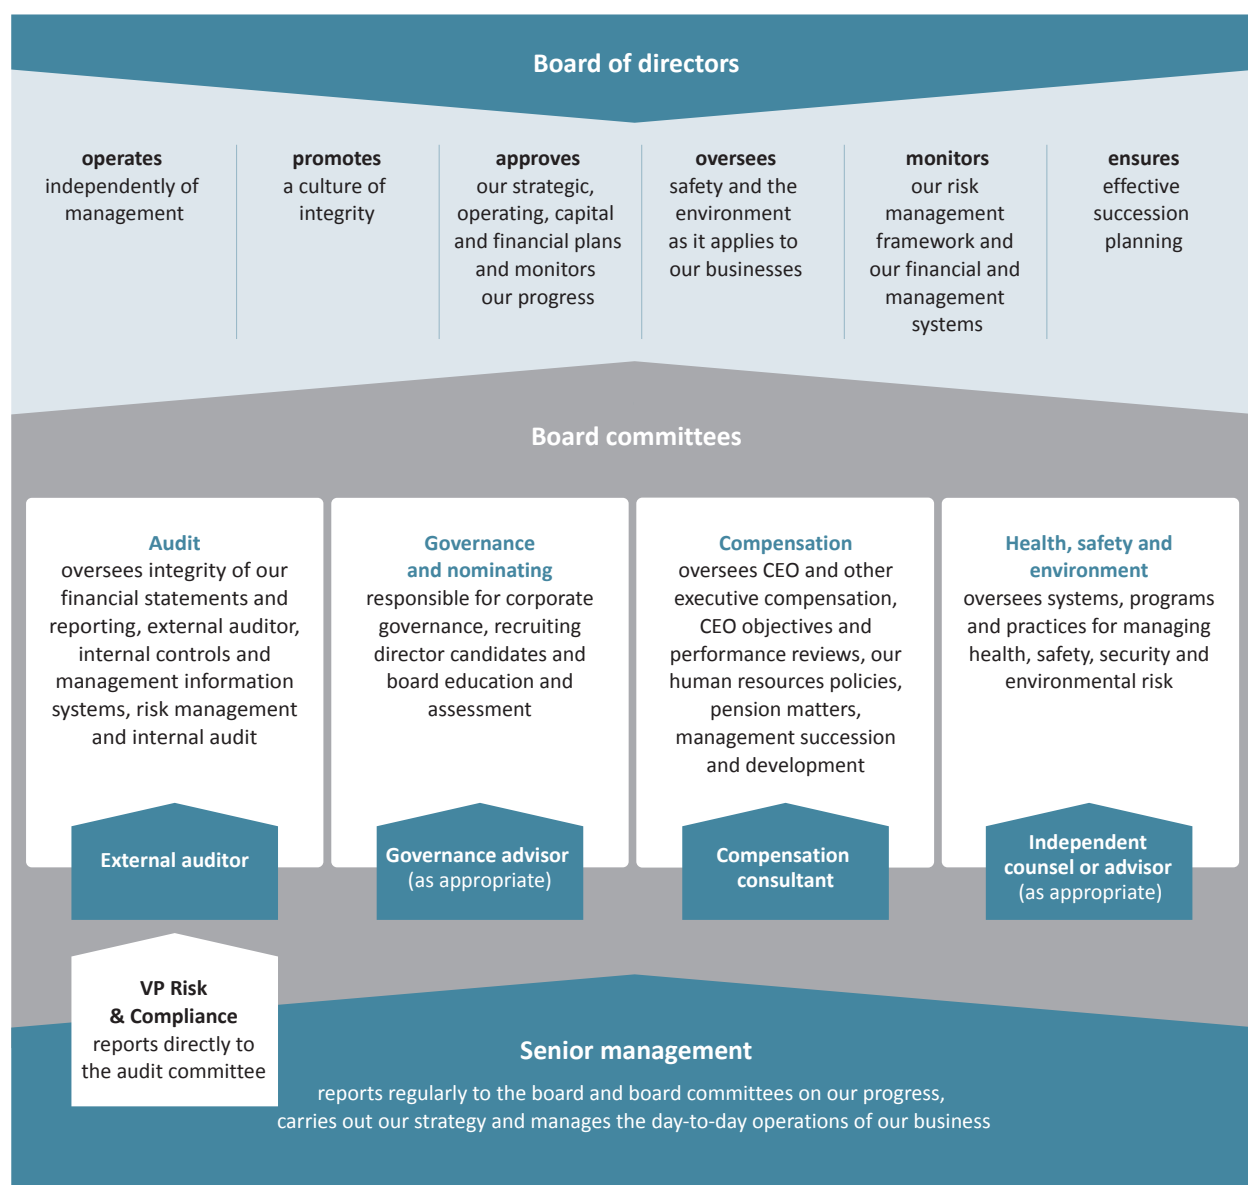 Board of directors
operates
independently of
management
promotes
a culture of
integrity
approves
our strategic,
operating, capital
and financial plans
and monitors
our progress
oversees
safety and the
environment
as it applies to
our businesses
monitors
our risk
management
framework and
our financial and
management
systems
ensures
effective
succession
planning
Board committees
Audit
oversees integrity of our
financial statements and
reporting, external auditor,
internal controls and
management information
systems, risk management
and internal audit
Governance
and nominating
responsible for corporate
governance, recruiting
director candidates and
board education and
assessment
Compensation
oversees CEO and other
executive compensation,
CEO objectives and
performance reviews, our
human resources policies,
pension matters,
management succession
and development
Health, safety and
environment
oversees systems, programs
and practices for managing
health, safety, security and
environmental risk
External auditor
Governance advisor
(as appropriate)
Compensation
consultant
Independent
counsel or advisor
(as appropriate)
VP Risk
& Compliance
reports directly to
the audit committee
Senior management
reports regularly to the board and board committees on our progress,
carries out our strategy and manages the day-to-day operations of our business